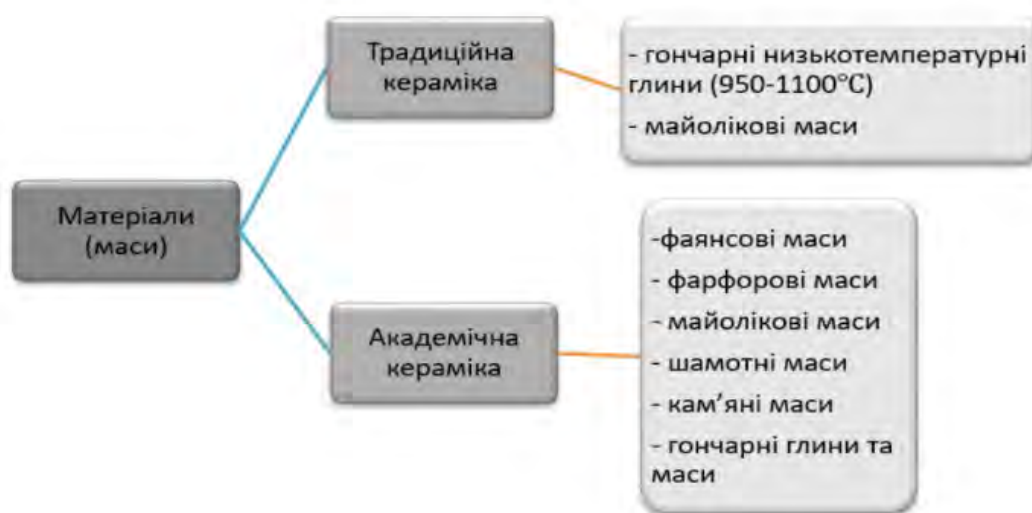 Традиційна
кераміка
- гончарні низькотемпературні
глини (950-1100°C)
- майолікові маси
Матеріали
(маси)
Академічна
кераміка
-фаянсові маси
- фарфорові маси
- майолікові маси
- шамотні маси
- кам’яні маси
- гончарні глини та
маси